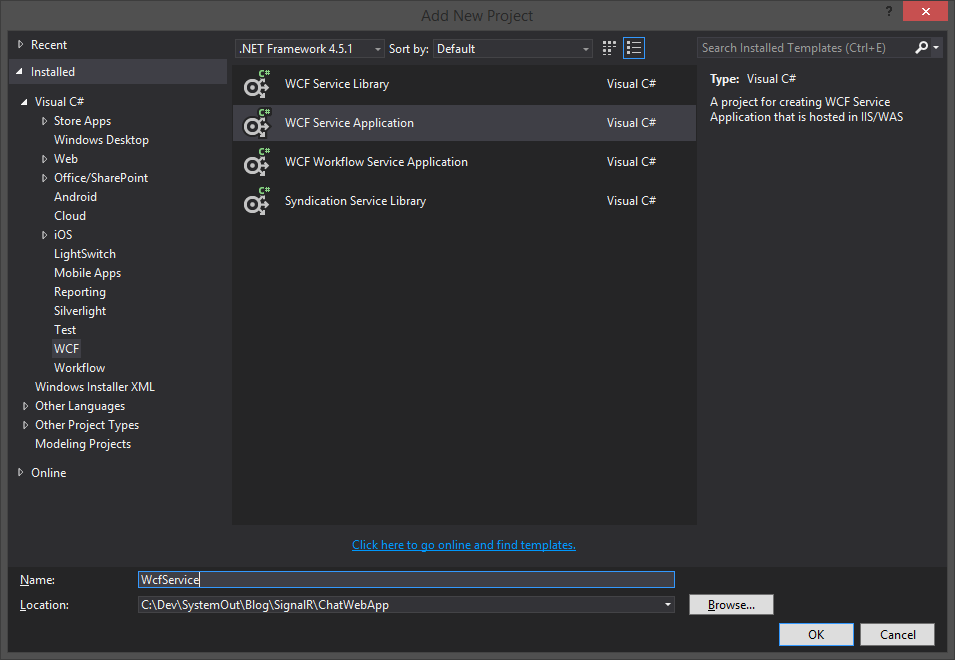 Add New Project
?
Recent
Installed
Visual C#
Store Apps
Windows Desktop
Web
Office/SharePoint
Android
Cloud
iOS
LightSwitch
Mobile Apps
Reporting
Silverlight
Test
WCF
Workflow
Windows Installer XML
Other Languages
Other Project Types
Modeling Projects
Online
.NET Framework 4.5.1 Sort by: Default
C# WCF Service Library Visual C#
C# WCF Service Application Visual C#
C# WCF Workflow Service Application Visual C#
C# Syndication Service Library Visual C#
Click here to go online and find templates.
Search Installed Templates (Ctrl+E)
Type: Visual C#
A project for creating WCF Service
Application that is hosted in IIS/WAS
Name: WcfService
Location: C:\Dev\SystemOut\Blog\SignalR\ChatWebApp Browse...
OK Cancel